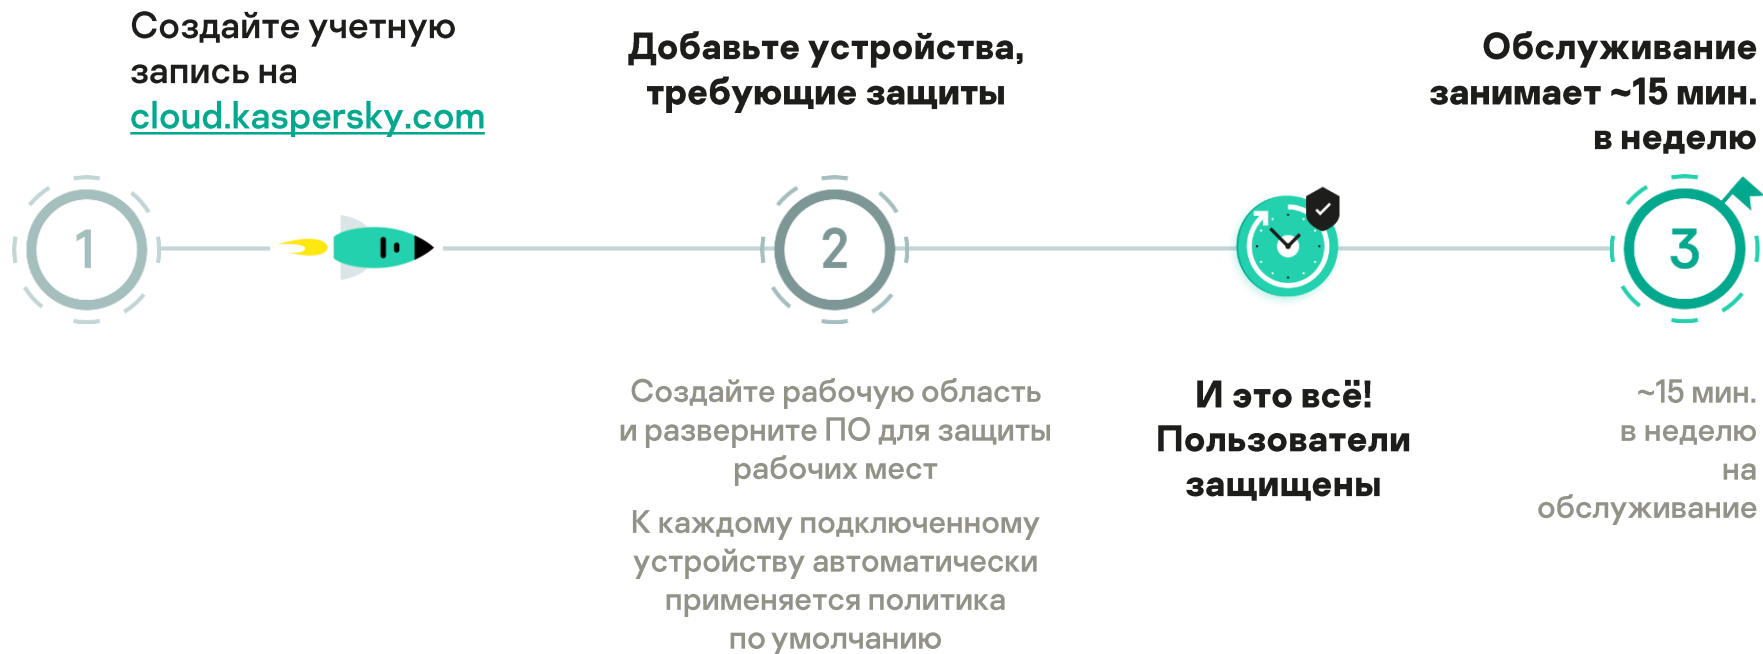 Создайте учетную
запись на
cloud.kaspersky.com
Добавьте устройства,
требующие защиты
Обслуживание
занимает ~15 мин.
в неделю
1
2
3
Создайте рабочую область
и разверните ПО для защиты
рабочих мест
К каждому подключенному
устройству автоматически
применяется политика
по умолчанию
И это всё!
Пользователи
защищены
~15 мин.
в неделю
на
обслуживание